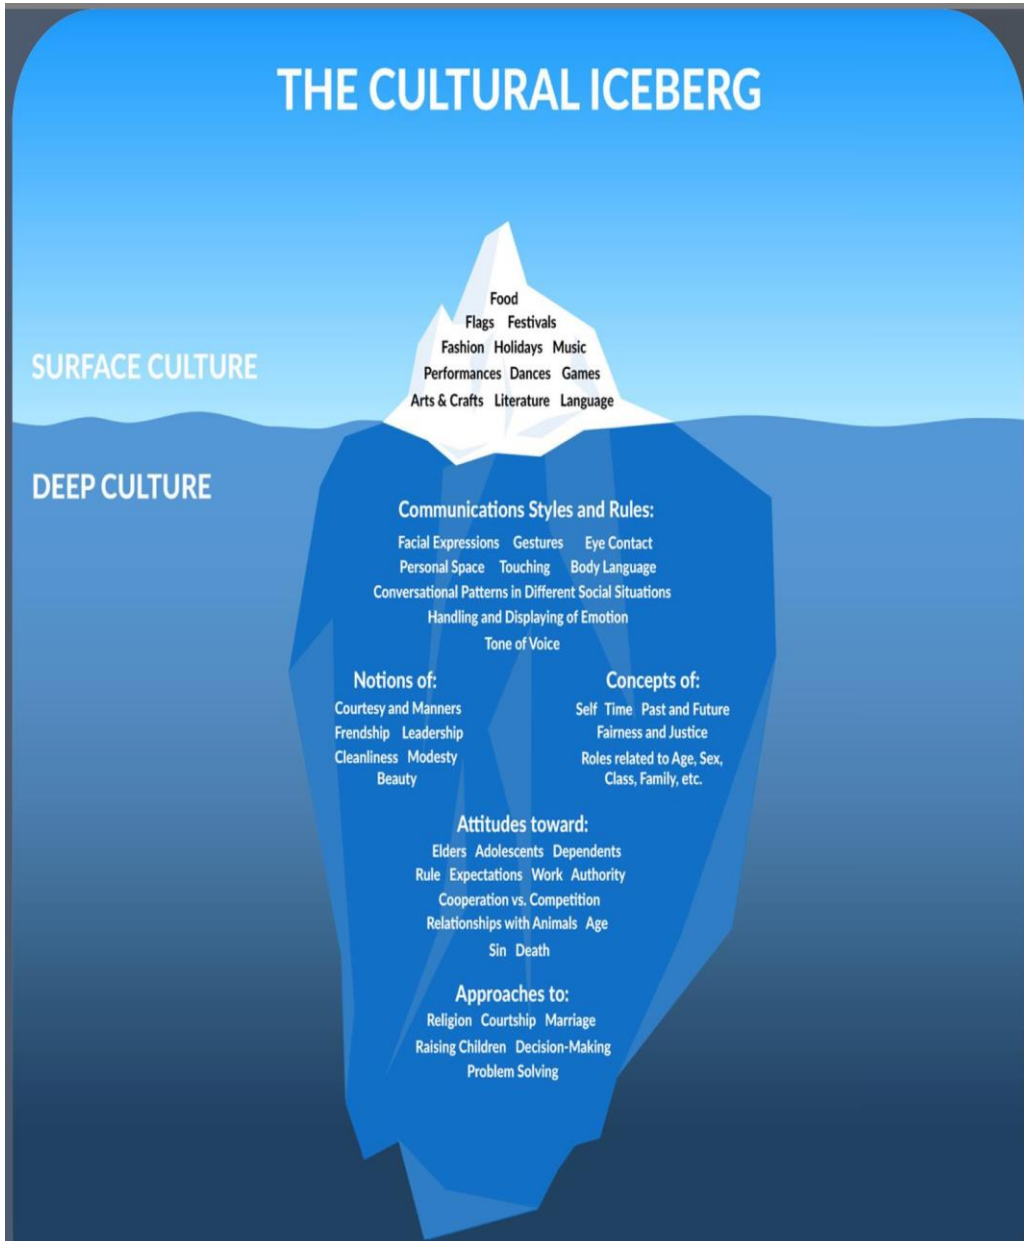 THE CULTURAL ICEBERG
Food
Flags Festivals
Fashion Holidays Music
SURFACE CULTURE
Performances Dances Games
Arts & Crafts Literature Language
DEEP CULTURE
Communications Styles and Rules:
Facial Expressions Gestures Eye Contact
Personal Space Touching Body Language
Conversational Patterns in Different Social Situations
Handling and Displaying of Emotion
Tone of Voice
Notions of:
Courtesy and Manners
Frendship Leadership
Cleanliness Modesty
Beauty
Concepts of:
Self Time Past and Future
Fairness and Justice
Roles related to Age, Sex,
Class, Family, etc.
Attitudes toward:
Elders Adolescents Dependents
Rule Expectations Work Authority
Cooperation vs. Competition
Relationships with Animals Age
Sin Death
Approaches to:
Religion Courtship Marriage
Raising Children Decision-Making
Problem Solving